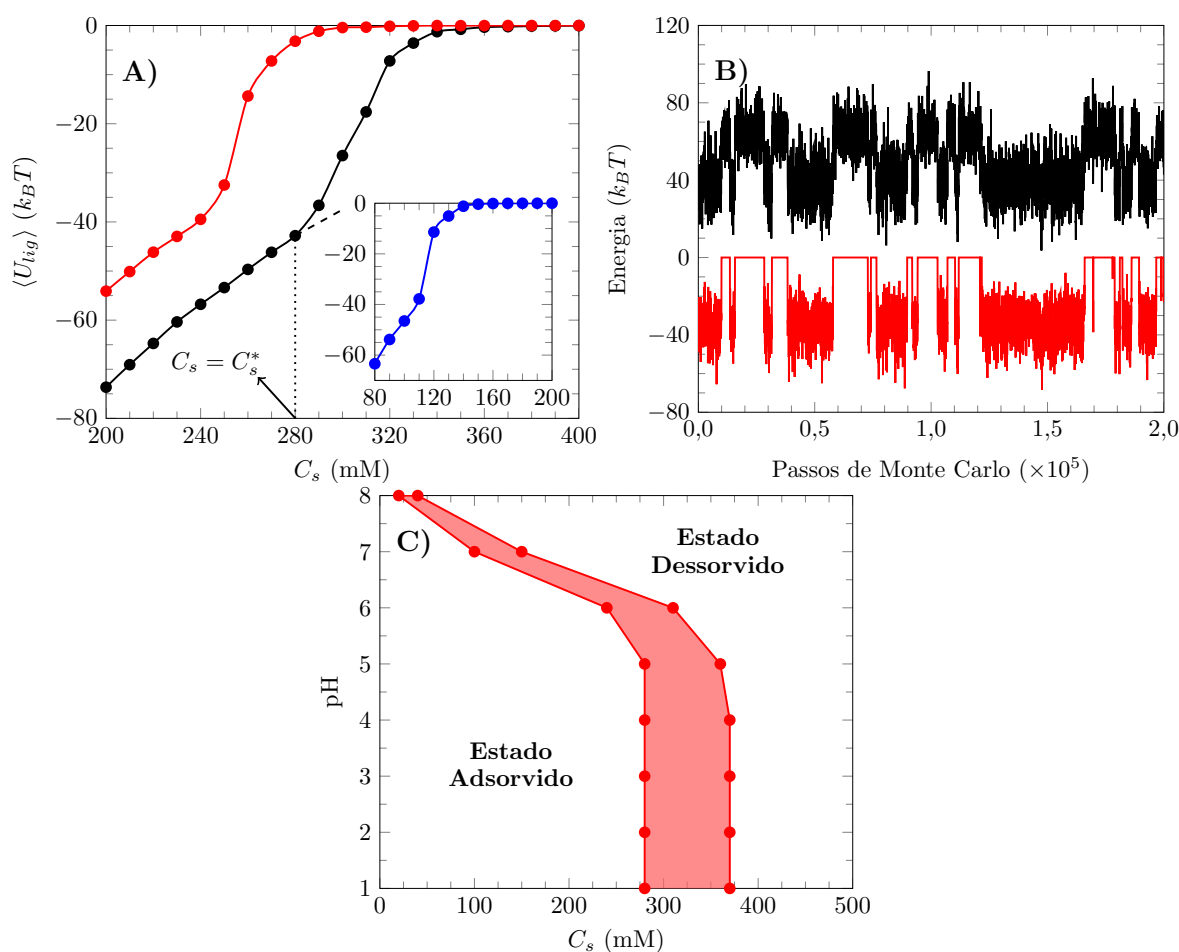 A)
⟨U_lig⟩ (k_BT)
0
−20
−40
−60
−80
200 240 280 320 360 400
C_s (mM)
C_s = C_s^*
0
−20
−40
−60
80 120 160 200
B)
Energia (k_BT)
120
80
40
0
−40
−80
0,0 0,5 1,0 1,5 2,0
Passos de Monte Carlo (×10^5)
C)
pH
8
7
6
5
4
3
2
1
Estado
Dessorvido
Estado
Adsorvido
0 100 200 300 400 500
C_s (mM)